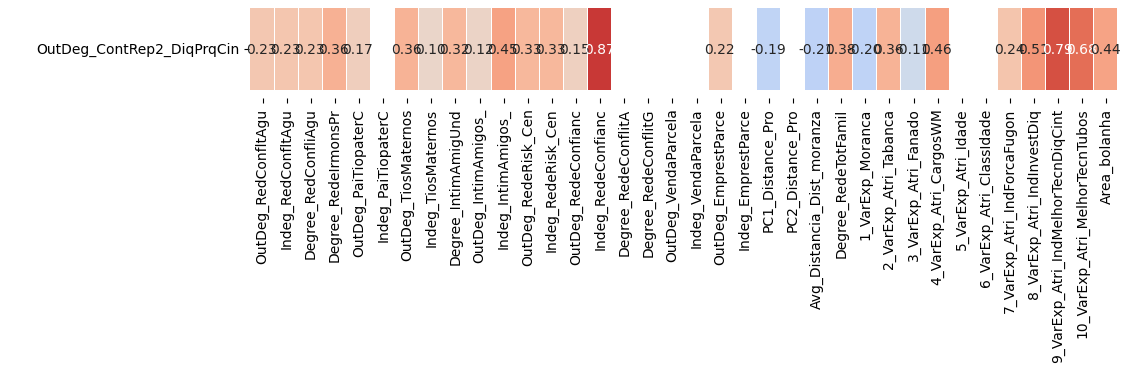 OutDeg_ContRep2_DiqPrqCin
0.23 0.23 0.23 0.36 0.17 0.36 0.10 0.32 0.12 0.45 0.33 0.33 0.15 0.87 0.22 -0.19 -0.21 0.38 -0.20 0.36 -0.11 0.46 0.24 0.51 0.79 0.68 0.44
OutDeg_RedConfltAgu
Indeg_RedConfltAgu
Degree_RedConfliAgu
Degree_RedeIrmonsPr
OutDeg_PaiTiopaterC
Indeg_PaiTiopaterC
OutDeg_TiosMaternos
Indeg_TiosMaternos
Degree_IntimAmigUnd
OutDeg_IntimAmigos_
Indeg_IntimAmigos_
OutDeg_RedeRisk_Cen
Indeg_RedeRisk_Cen
OutDeg_RedeConfianc
Indeg_RedeConfianc
Degree_RedeConflitA
Degree_RedeConflitG
OutDeg_VendaParcela
Indeg_VendaParcela
OutDeg_EmprestParce
Indeg_EmprestParce
PC1_Distance_Pro
PC2_Distance_Pro
Avg_Distancia_Dist_moranza
Degree_RedeTotFamil
1_VarExp_Moranca
2_VarExp_Atri_Tabanca
3_VarExp_Atri_Fanado
4_VarExp_Atri_CargosWM
5_VarExp_Atri_Idade
6_VarExp_Atri_ClassIdade
7_VarExp_Atri_IndForcaFugon
8_VarExp_Atri_IndInvestDIq
9_VarExp_Atri_IndMelhorTecnDiqCint
10_VarExp_Atri_MelhorTecnTubos
Area_bolanha